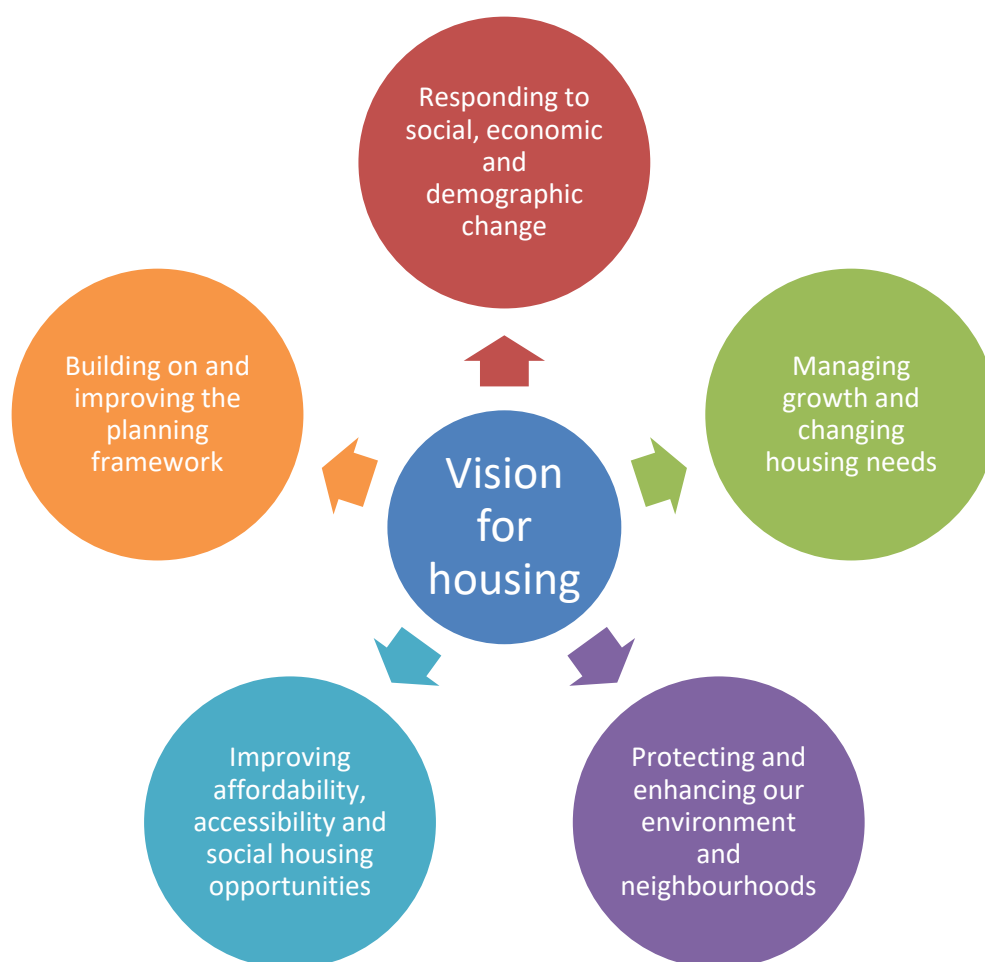 Responding to
social, economic
and
demographic
change
Building on and
improving the
planning
framework
Managing
growth and
changing
housing needs
Vision
for
housing
Improving
affordability,
accessibility and
social housing
opportunities
Protecting and
enhancing our
environment
and
neighbourhoods